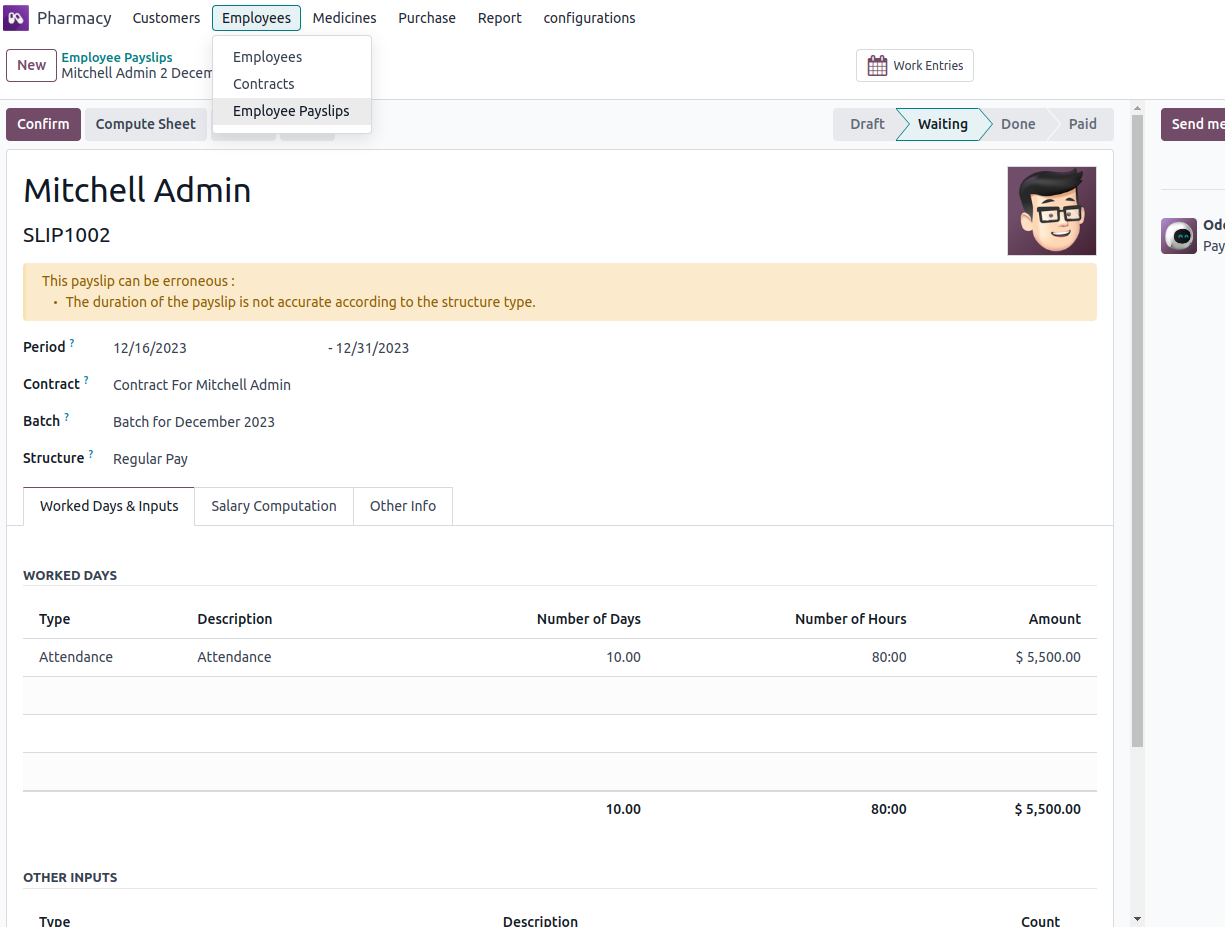 Pharmacy Customers Employees Medicines Purchase Report configurations
New Employee Payslips
Mitchell Admin 2 Decem
Employees
Contracts
Employee Payslips
Work Entries
Confirm Compute Sheet
Draft Waiting Done Paid
Send me
Mitchell Admin
SLIP1002
Odo
Pay
This payslip can be erroneous :
• The duration of the payslip is not accurate according to the structure type.
Period ? 12/16/2023 - 12/31/2023
Contract ? Contract For Mitchell Admin
Batch ? Batch for December 2023
Structure ? Regular Pay
Worked Days & Inputs Salary Computation Other Info
WORKED DAYS
Type Description Number of Days Number of Hours Amount
Attendance Attendance 10.00 80:00 $ 5,500.00
10.00 80:00 $ 5,500.00
OTHER INPUTS
Type Description Count